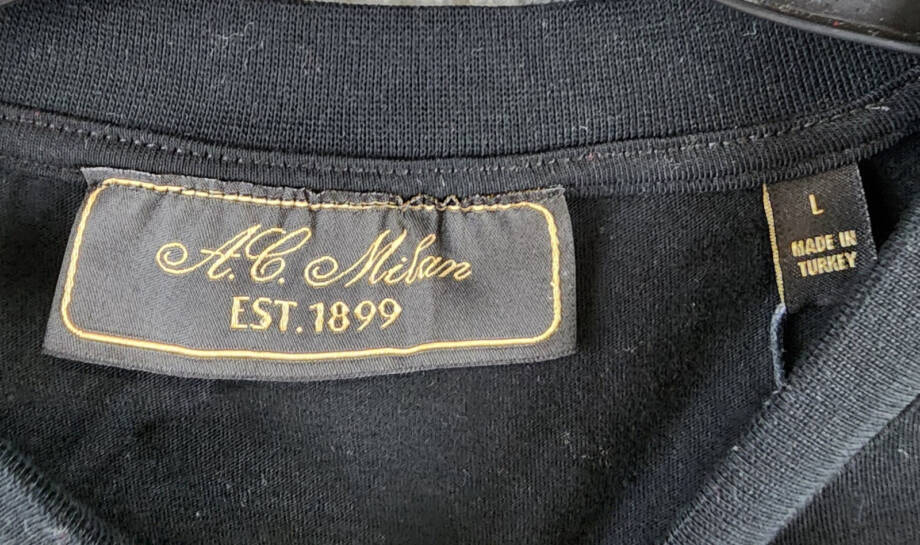 A.C. Milan
EST. 1899
L
MADE IN
TURKEY